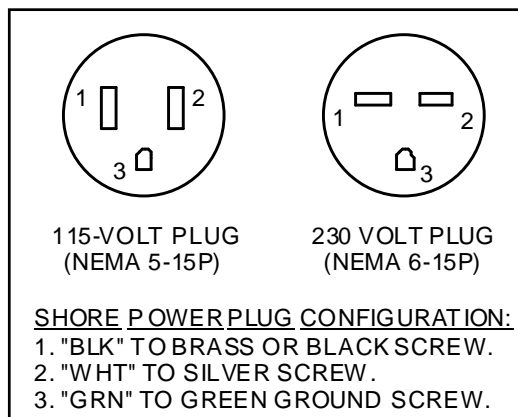 1 2
3
1 2
3
115-VOLT PLUG
(NEMA 5-15P)
230 VOLT PLUG
(NEMA 6-15P)
SHORE POWER PLUG CONFIGURATION:
1. "BLK" TO BRASS OR BLACK SCREW.
2. "WHT" TO SILVER SCREW.
3. "GRN" TO GREEN GROUND SCREW.